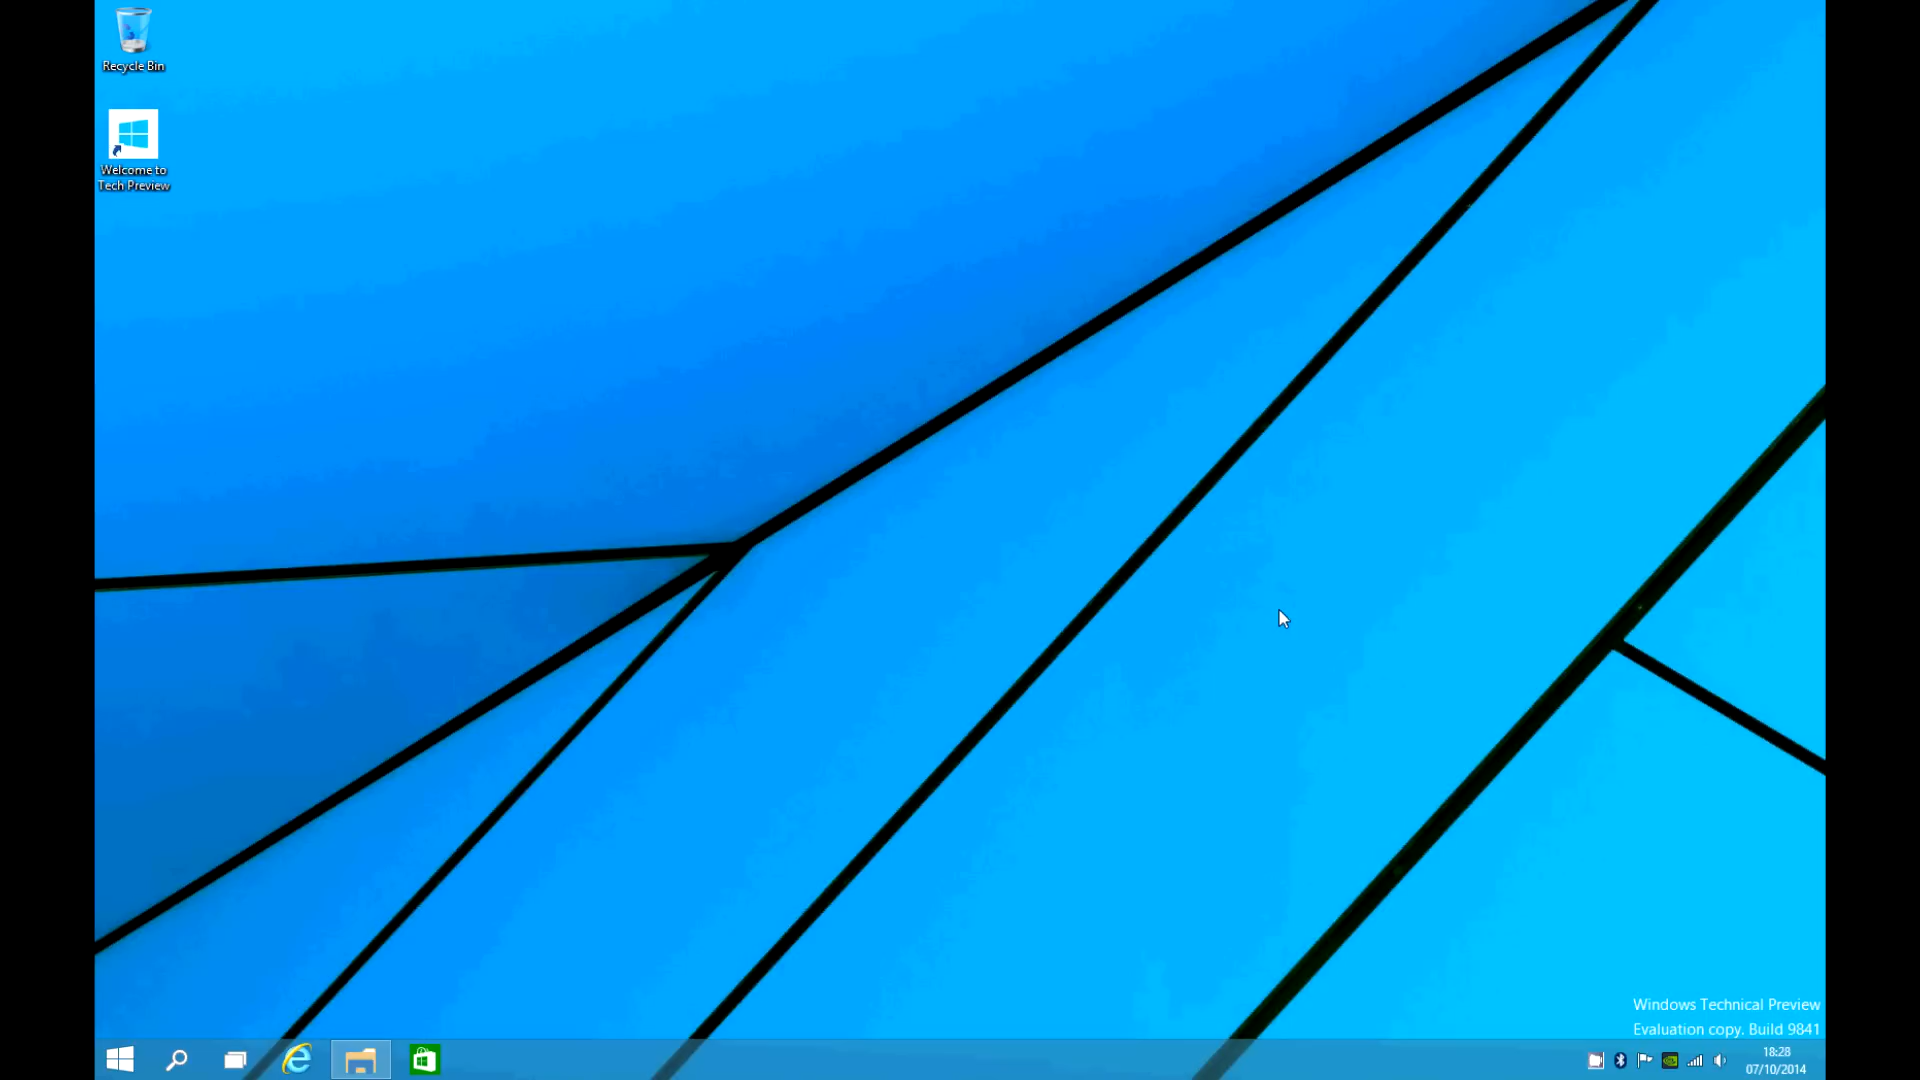 Recycle Bin
Welcome to
Tech Preview
Windows Technical Preview
Evaluation copy. Build 9841
18:28
07/10/2014